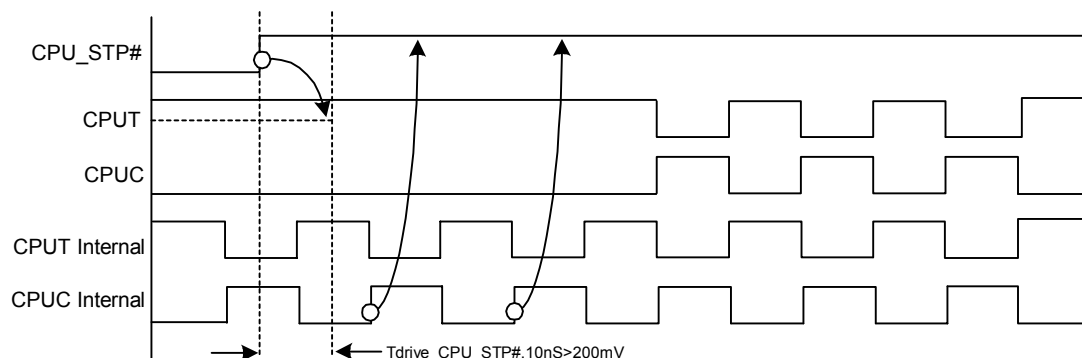 CPU_STP#
CPUT
CPUC
CPUT Internal
CPUC Internal
Tdrive_CPU_STP#,10nS>200mV